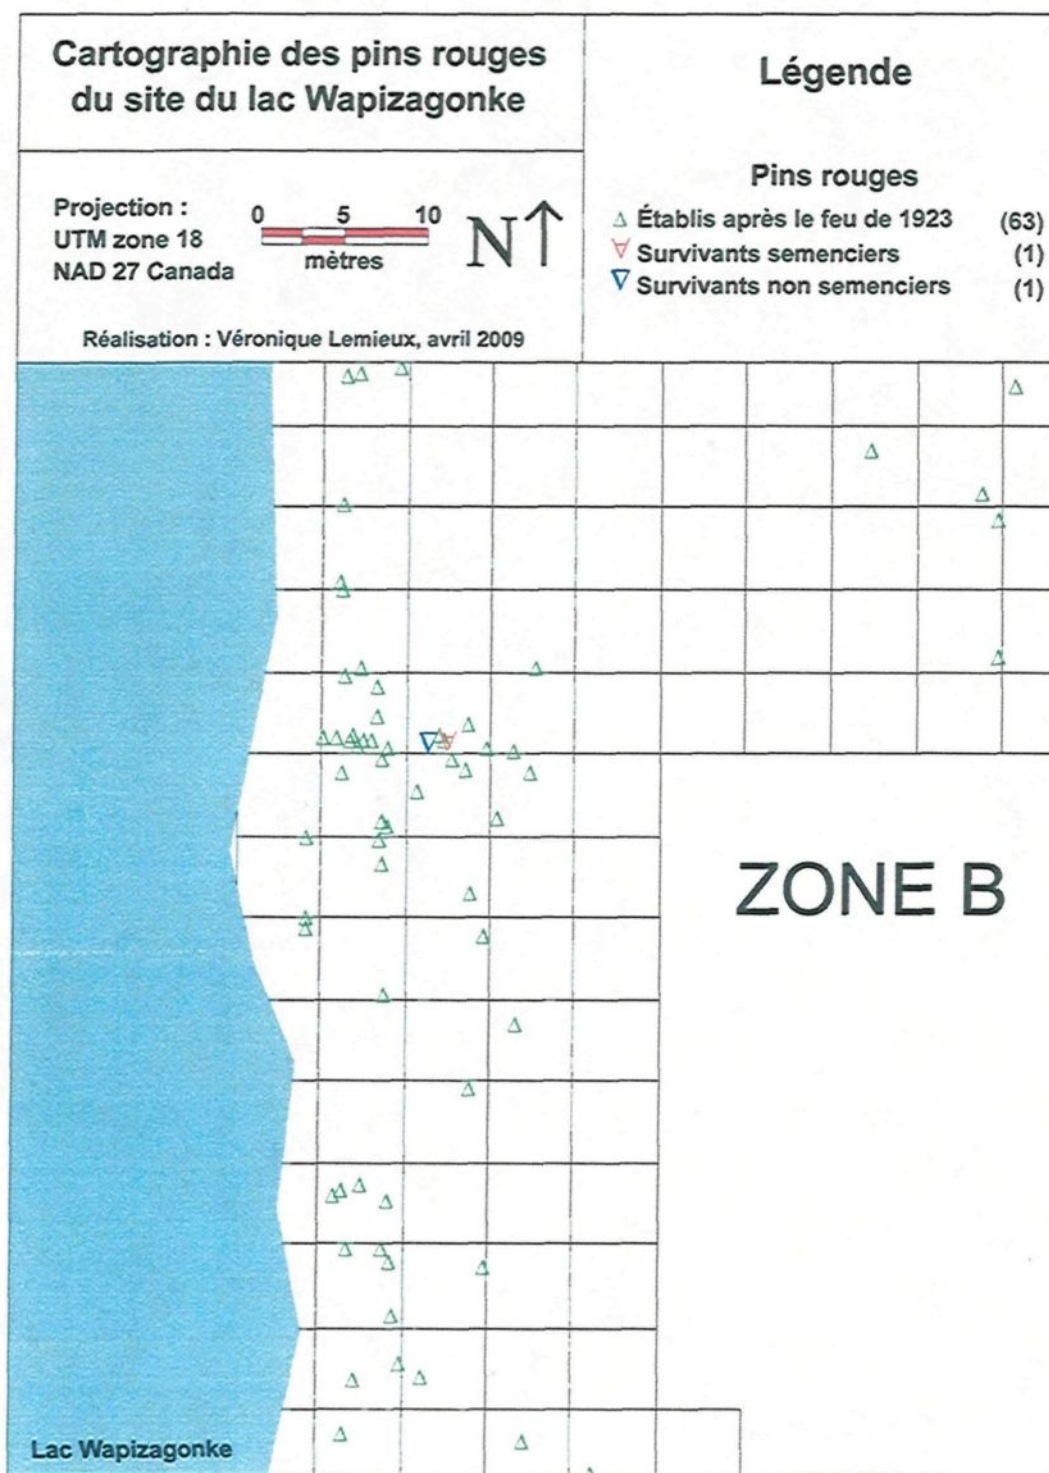 Cartographie des pins rouges
du site du lac Wapizagonke
Projection :
UTM zone 18
NAD 27 Canada
0 5 10
mètres
N
Réalisation : Véronique Lemieux, avril 2009
Légende
Pins rouges
Établis après le feu de 1923 (63)
Survivants semenciers (1)
Survivants non semenciers (1)
ZONE B
Lac Wapizagonke